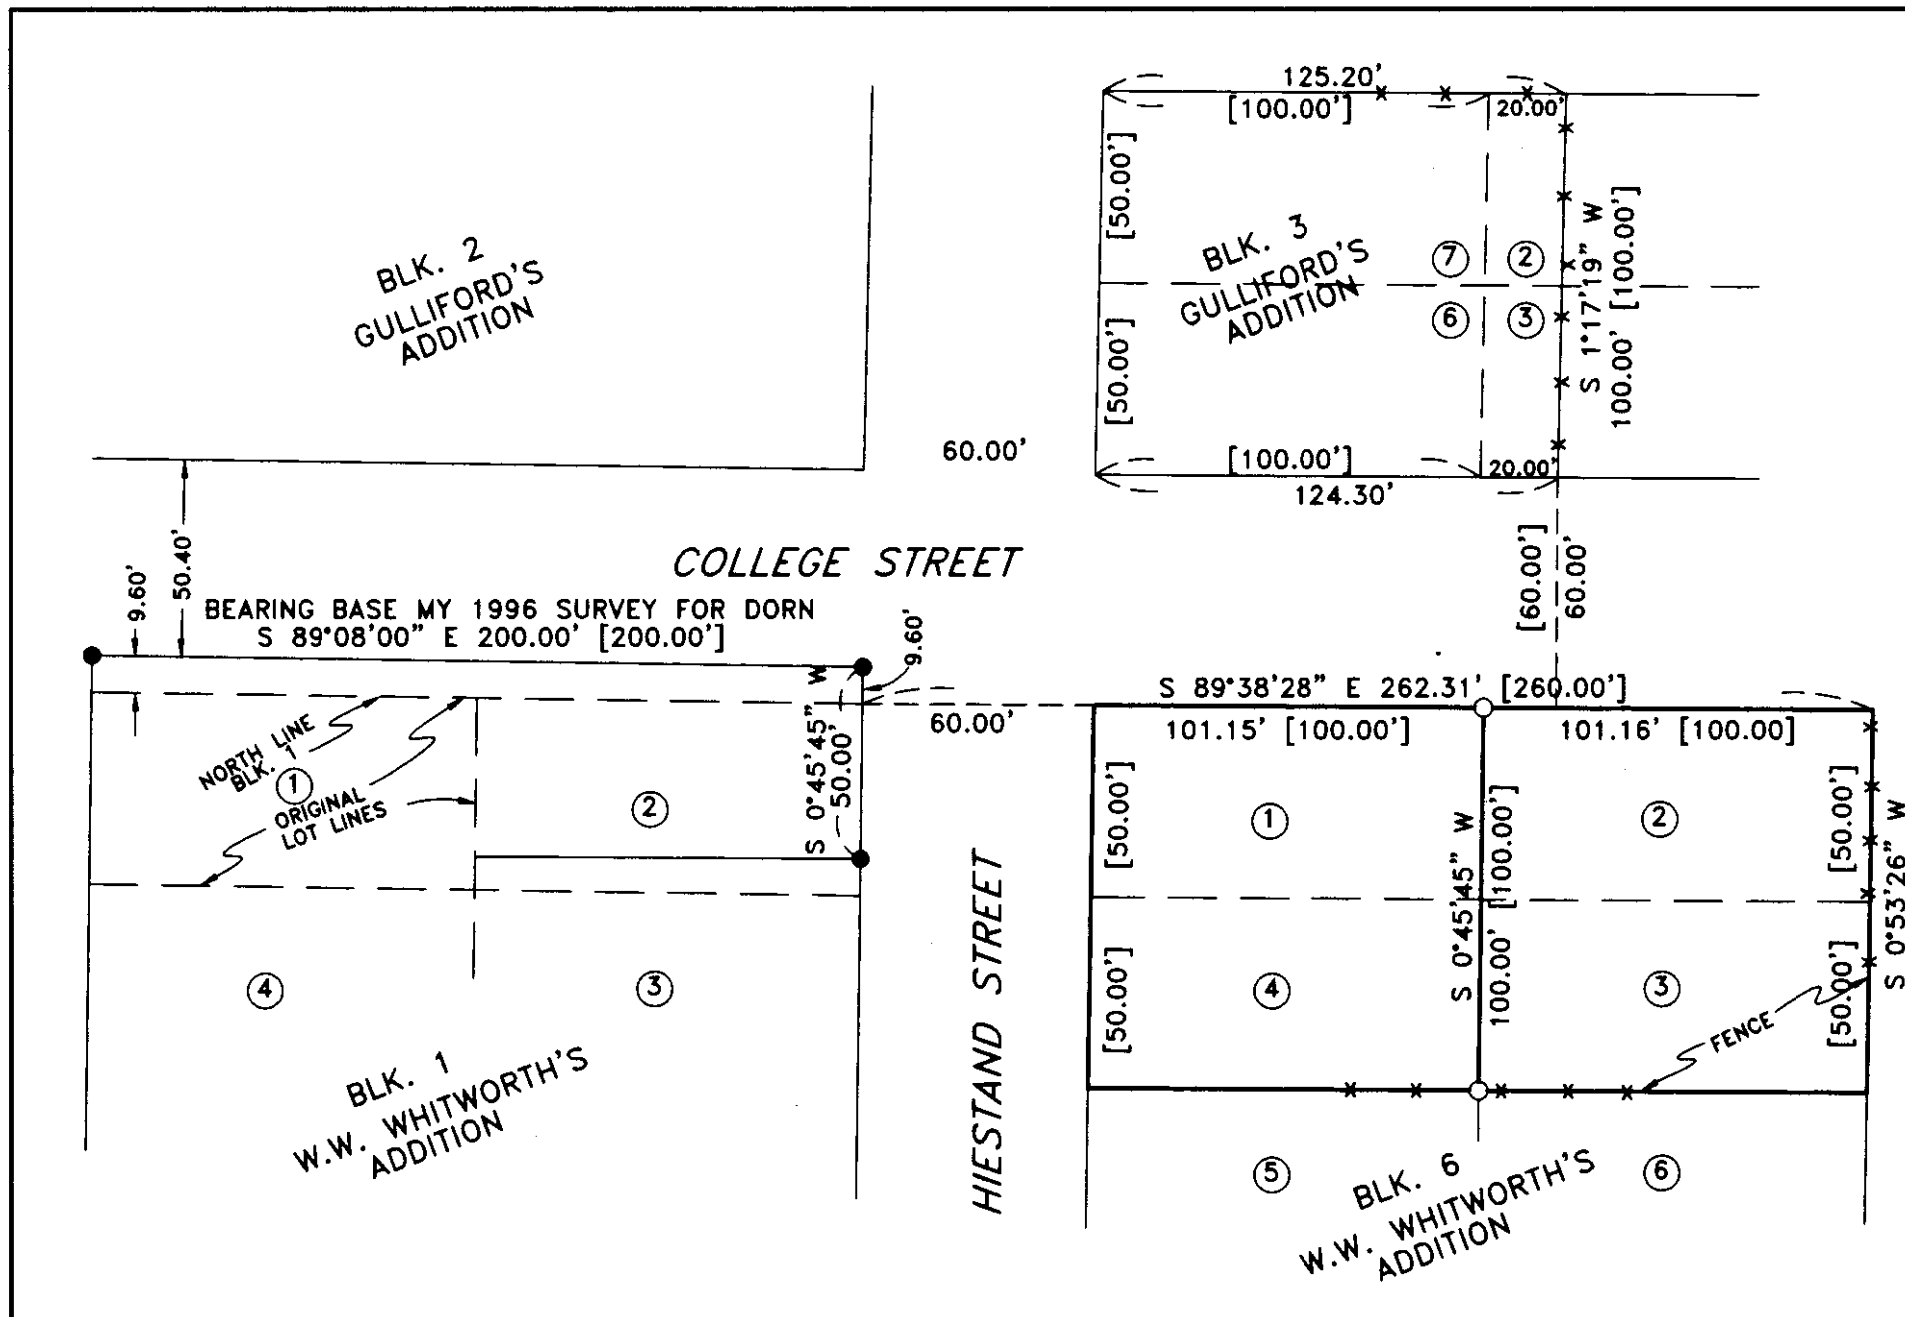 125.20'
[100.00']
20.00'
[50.00']
[50.00']
BLK. 2
GULLIFORD'S
ADDITION
BLK. 3
GULLIFORD'S
ADDITION
7
2
6
3
S 1°17'19" W
100.00' [100.00']
60.00'
[100.00']
20.00'
124.30'
9.60'
50.40'
COLLEGE STREET
[60.00']
60.00'
BEARING BASE MY 1996 SURVEY FOR DORN
S 89°08'00" E 200.00' [200.00']
9.60'
S 89°38'28" E 262.31' [260.00']
60.00'
101.15' [100.00']
101.16' [100.00]
NORTH LINE
BLK. 1
1
ORIGINAL
LOT LINES
2
S 0°45'45" W
50.00'
[50.00']
1
S 0°45'45" W
100.00' [100.00']
2
[50.00']
S 0°53'26" W
4
3
HIESTAND STREET
[50.00']
4
3
[50.00']
FENCE
BLK. 1
W.W. WHITWORTH'S
ADDITION
5
BLK. 6
W.W. WHITWORTH'S
ADDITION
6